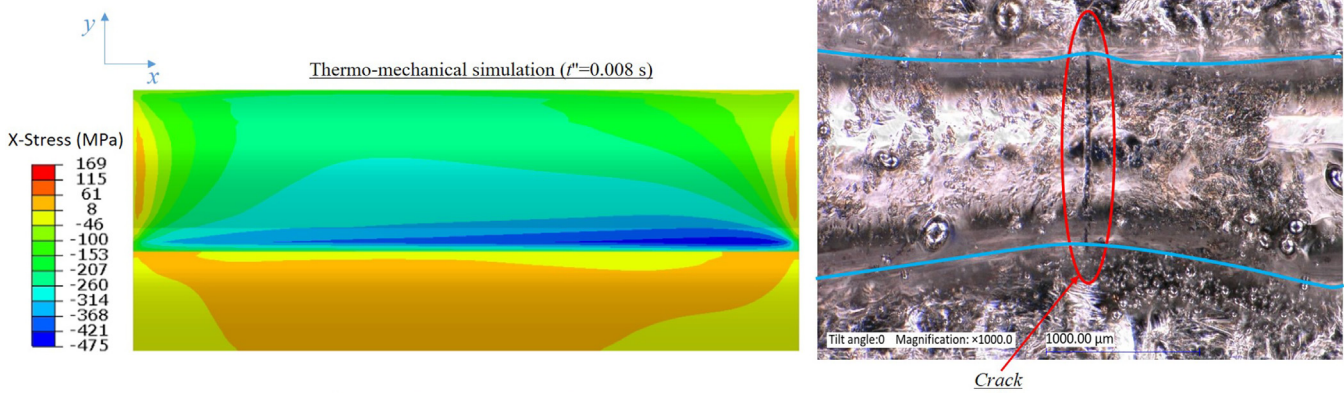 y
x
Thermo-mechanical simulation (t''=0.008 s)
X-Stress (MPa)
169
115
61
8
-46
-100
-153
-207
-260
-314
-368
-421
-475
Tilt angle:0 Magnification: ×1000.0 1000.00 μm
Crack